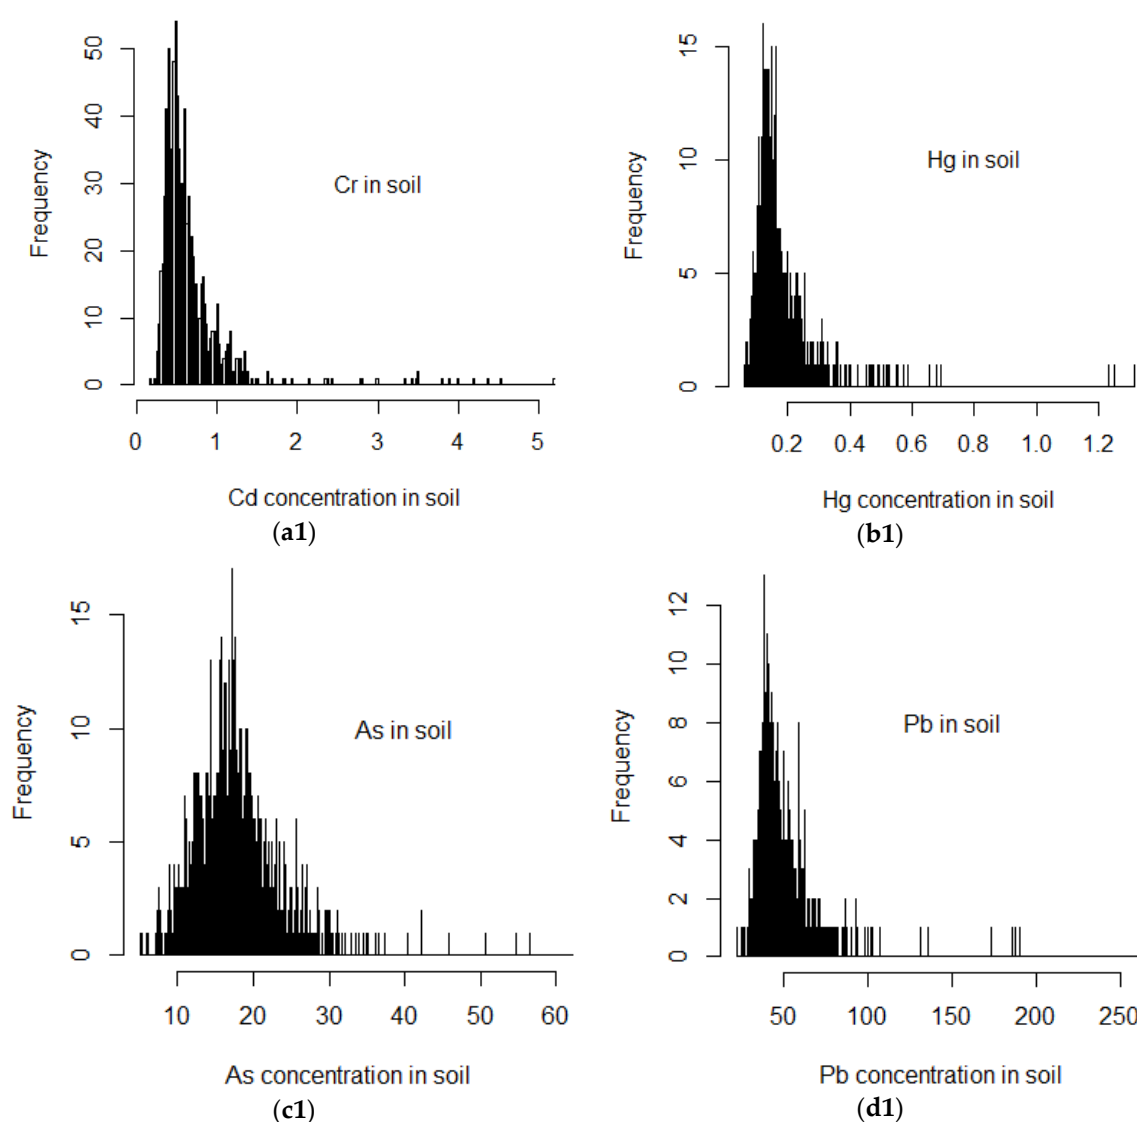 Frequency
50
40
30
20
10
0
Cr in soil
0 1 2 3 4 5
Cd concentration in soil
(a1)
Frequency
15
10
5
0
Hg in soil
0.2 0.4 0.6 0.8 1.0 1.2
Hg concentration in soil
(b1)
Frequency
15
10
5
0
As in soil
10 20 30 40 50 60
As concentration in soil
(c1)
Frequency
12
10
8
6
4
2
0
Pb in soil
50 100 150 200 250
Pb concentration in soil
(d1)